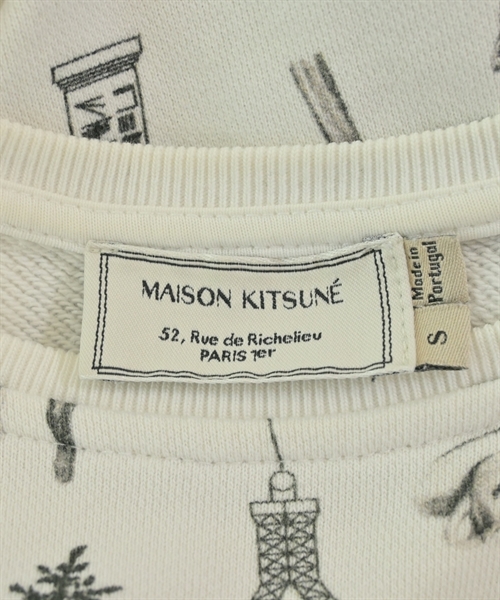 MAISON KITSUNÉ
52, Rue de Richelieu
PARIS 1er
Made in
Portugal
S